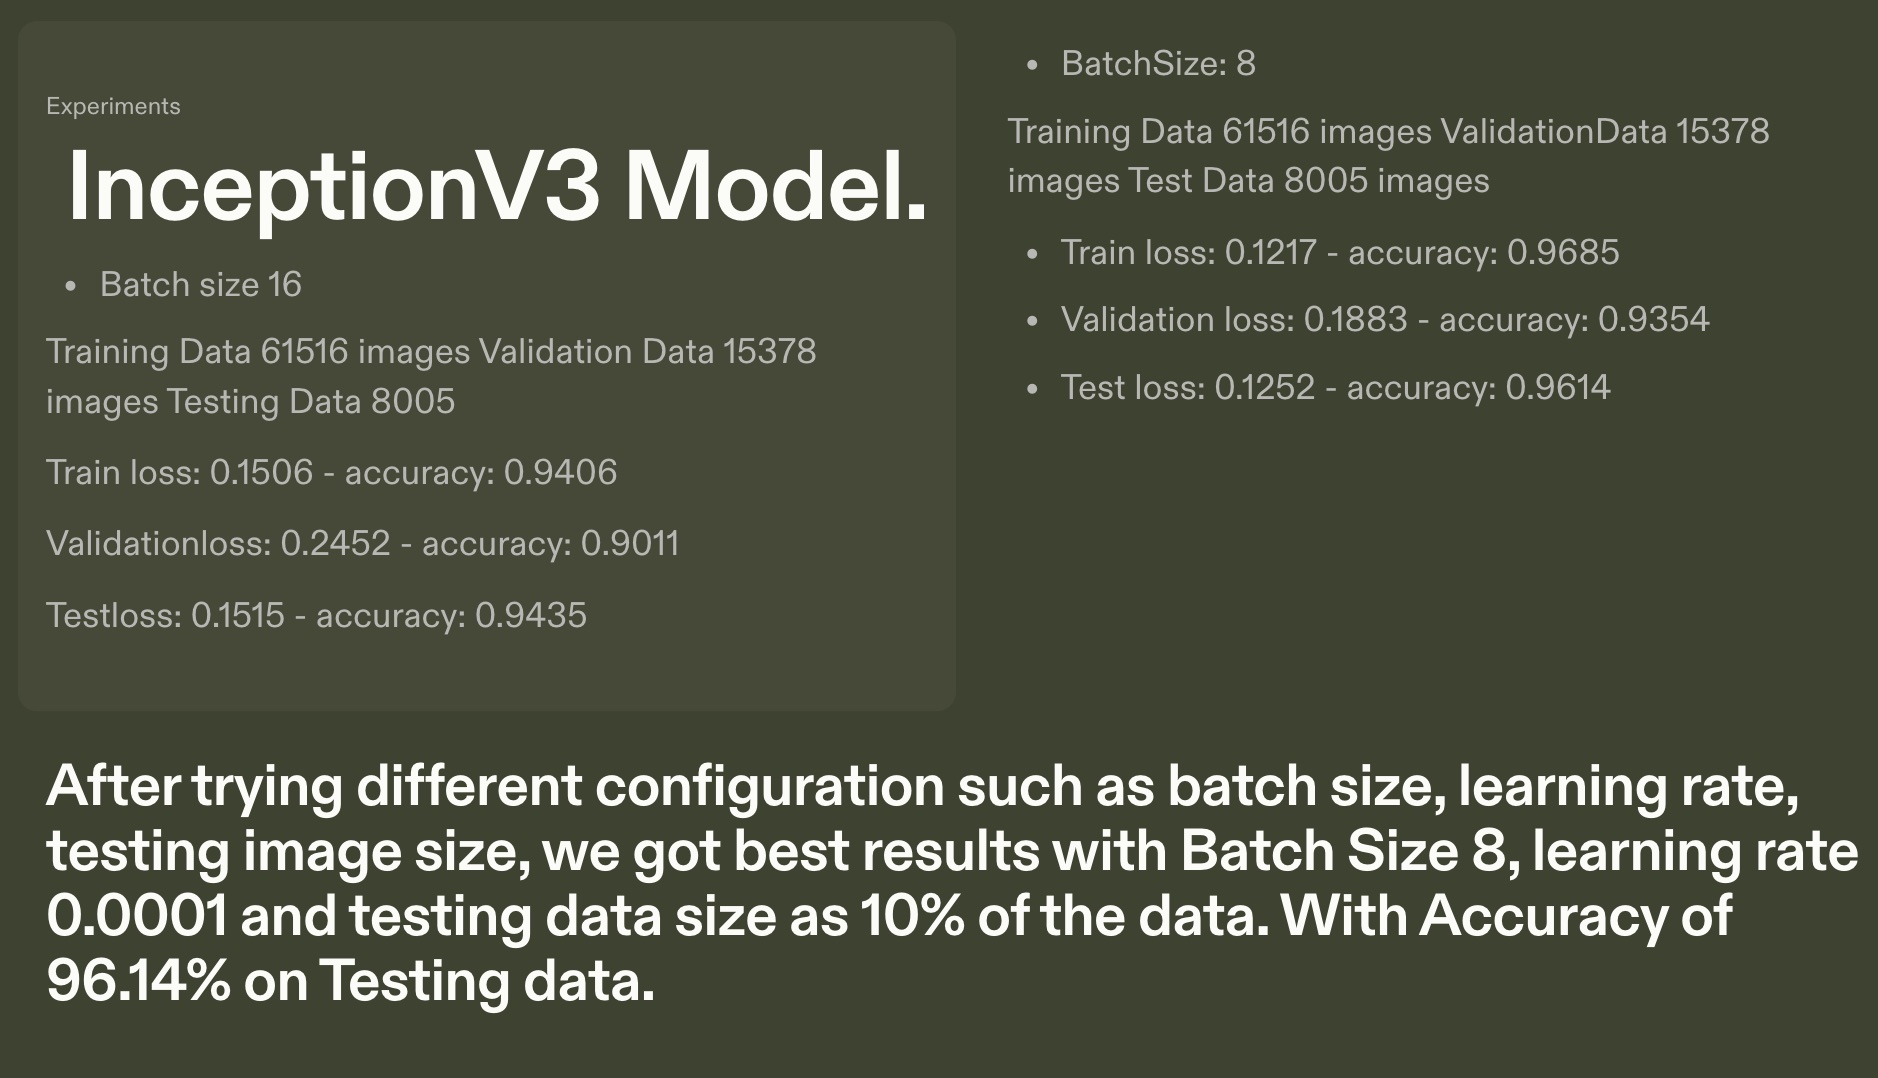 Experiments
InceptionV3 Model.
• Batch size 16
Training Data 61516 images Validation Data 15378
images Testing Data 8005
Train loss: 0.1506 - accuracy: 0.9406
Validationloss: 0.2452 - accuracy: 0.9011
Testloss: 0.1515 - accuracy: 0.9435
• BatchSize: 8
Training Data 61516 images ValidationData 15378
images Test Data 8005 images
• Train loss: 0.1217 - accuracy: 0.9685
• Validation loss: 0.1883 - accuracy: 0.9354
• Test loss: 0.1252 - accuracy: 0.9614
After trying different configuration such as batch size, learning rate,
testing image size, we got best results with Batch Size 8, learning rate
0.0001 and testing data size as 10% of the data. With Accuracy of
96.14% on Testing data.